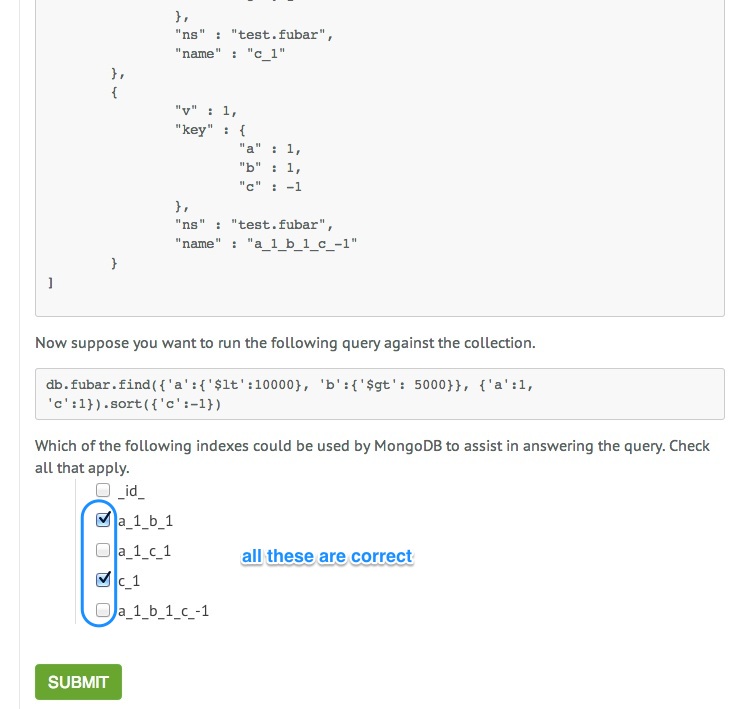 },
"ns" : "test.fubar",
"name" : "c_1"
},
{
"v" : 1,
"key" : {
"a" : 1,
"b" : 1,
"c" : -1
},
"ns" : "test.fubar",
"name" : "a_1_b_1_c_-1"
}
]
Now suppose you want to run the following query against the collection.
db.fubar.find({'a':{'$lt':10000}, 'b':{'$gt': 5000}}, {'a':1,
'c':1}).sort({'c':-1})
Which of the following indexes could be used by MongoDB to assist in answering the query. Check
all that apply.
_id_
a_1_b_1
a_1_c_1
all these are correct
c_1
a_1_b_1_c_-1
SUBMIT